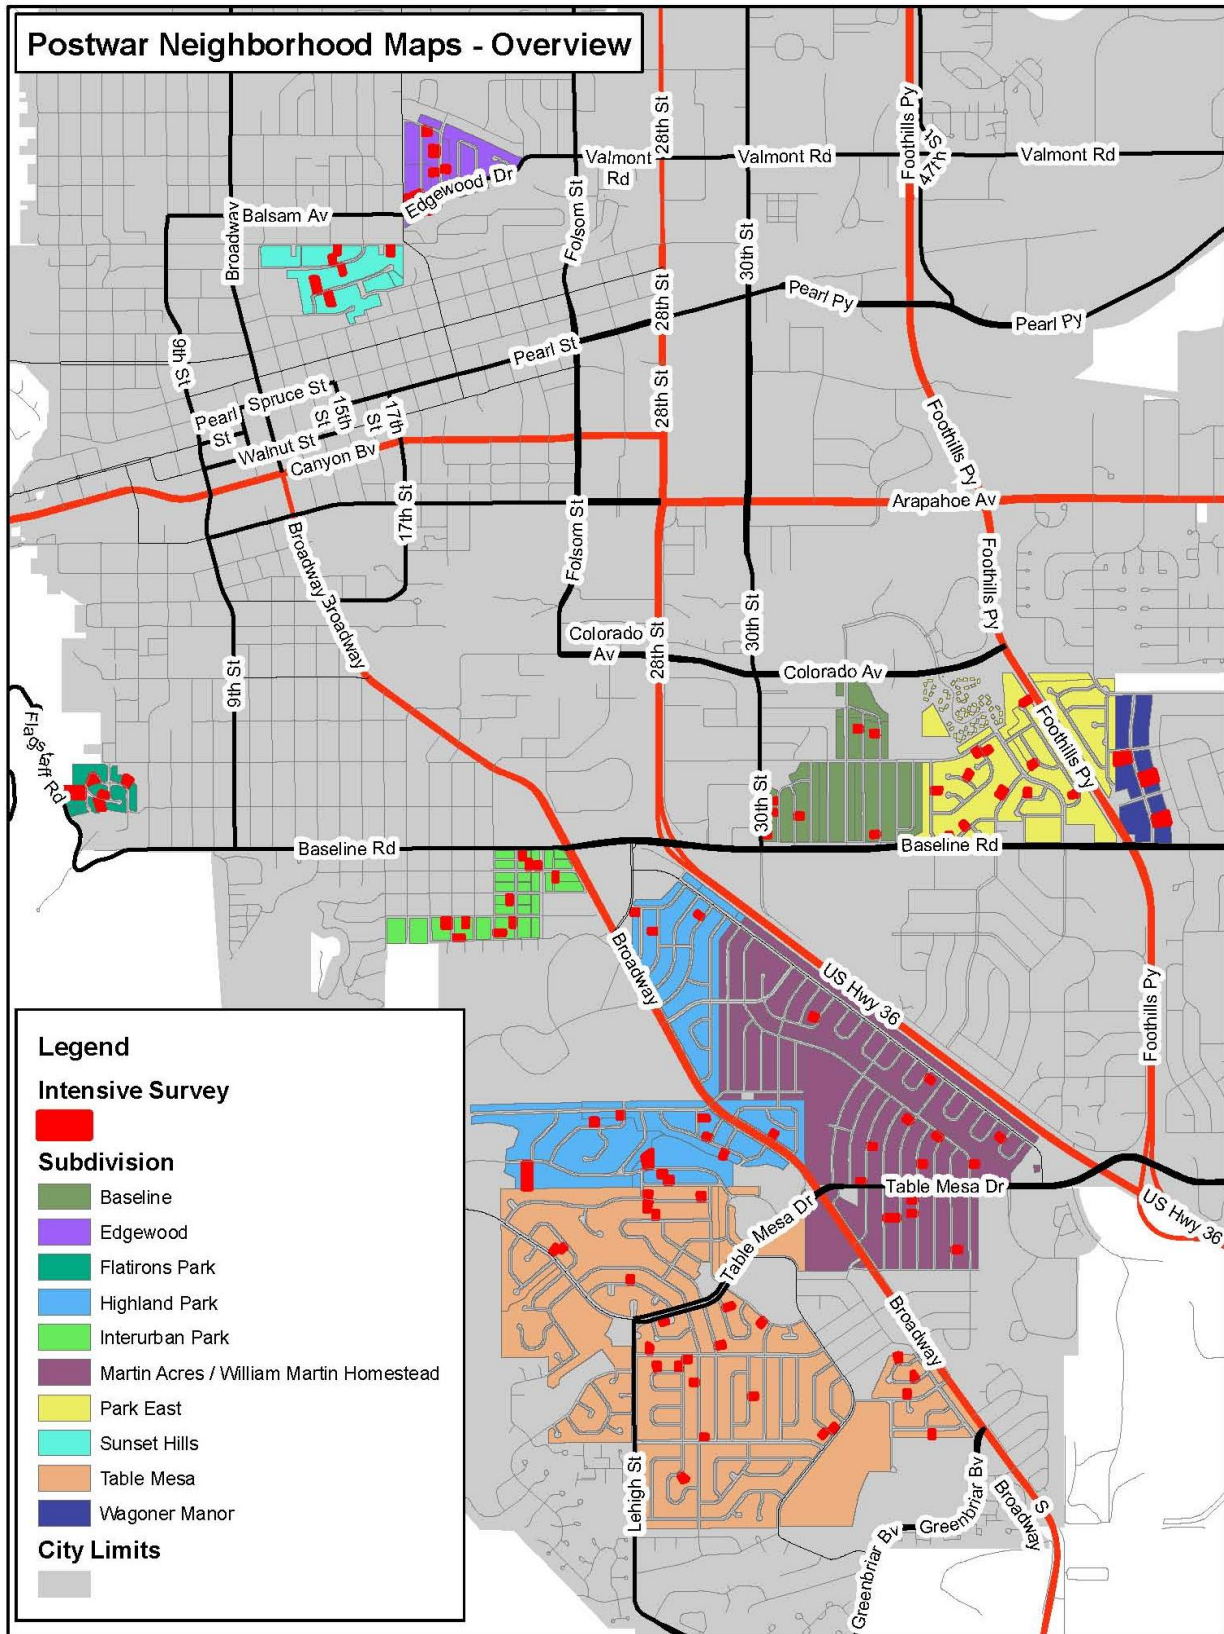 Postwar Neighborhood Maps - Overview
28th St
Foothills Py
47th St
Valmont Rd
Valmont Rd
Valmont Rd
Edgewood Dr
Balsam Av
Broadway
Folsom St
30th St
28th St
Pearl Py
Pearl Py
Pearl St
9th St
28th St
Foothills Py
Spruce St
Pearl St
15th St
17th St
Walnut St
Canyon Bv
Arapahoe Av
17th St
Folsom St
Broadway
Broadway
Foothills Py
30th St
Colorado Av
28th St
Colorado Av
9th St
Flagstaff Rd
Foothills Py
30th St
Baseline Rd
Baseline Rd
Broadway
US Hwy 36
Foothills Py
Table Mesa Dr
US Hwy 36
Table Mesa Dr
Broadway
Lehigh St
Greenbriar Bv
Greenbriar Bv
S Broadway
Legend
Intensive Survey
Subdivision
Baseline
Edgewood
Flatirons Park
Highland Park
Interurban Park
Martin Acres / William Martin Homestead
Park East
Sunset Hills
Table Mesa
Wagoner Manor
City Limits